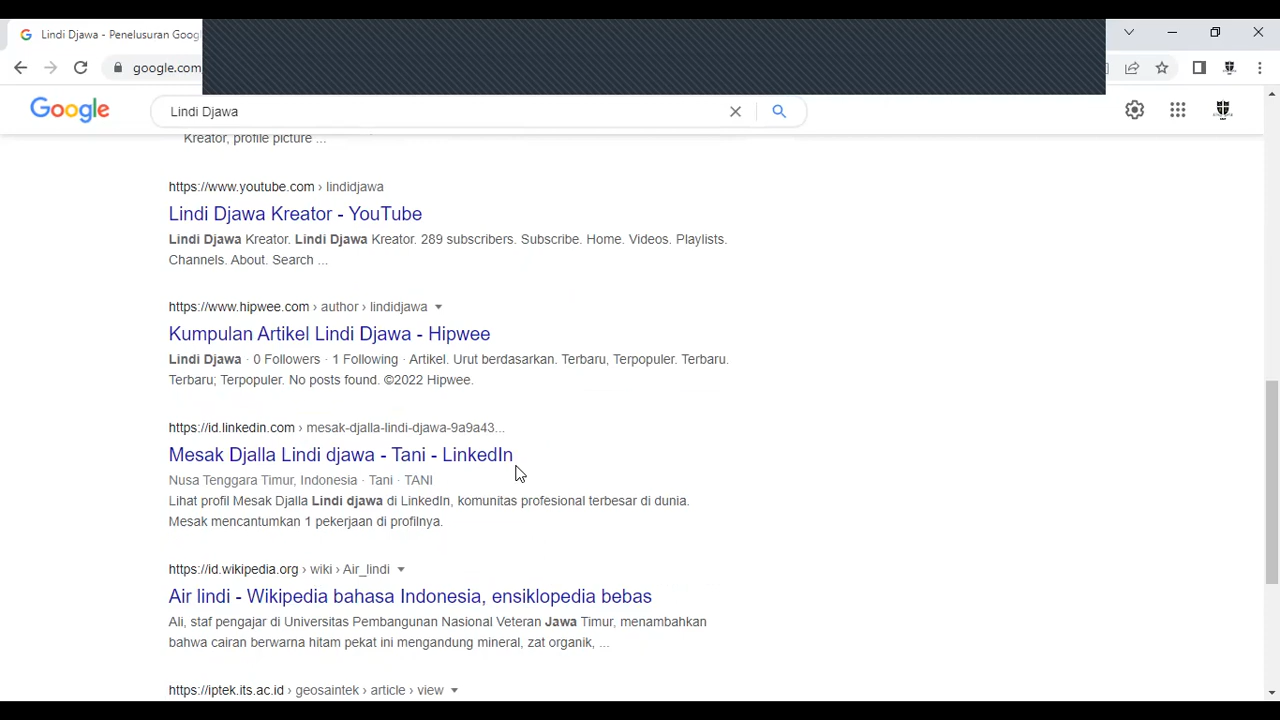 Lindi Djawa - Penelusuran Goog
google.com
Google
Lindi Djawa
Kreator, profile picture ...
https://www.youtube.com › lindidjawa
Lindi Djawa Kreator - YouTube
Lindi Djawa Kreator. Lindi Djawa Kreator. 289 subscribers. Subscribe. Home. Videos. Playlists.
Channels. About. Search ...
https://www.hipwee.com › author › lindidjawa
Kumpulan Artikel Lindi Djawa - Hipwee
Lindi Djawa · 0 Followers · 1 Following · Artikel. Urut berdasarkan. Terbaru, Terpopuler. Terbaru.
Terbaru; Terpopuler. No posts found. ©2022 Hipwee.
https://id.linkedin.com › mesak-djalla-lindi-djawa-9a9a43...
Mesak Djalla Lindi djawa - Tani - LinkedIn
Nusa Tenggara Timur, Indonesia · Tani · TANI
Lihat profil Mesak Djalla Lindi djawa di LinkedIn, komunitas profesional terbesar di dunia.
Mesak mencantumkan 1 pekerjaan di profilnya.
https://id.wikipedia.org › wiki › Air_lindi
Air lindi - Wikipedia bahasa Indonesia, ensiklopedia bebas
Ali, staf pengajar di Universitas Pembangunan Nasional Veteran Jawa Timur, menambahkan
bahwa cairan berwarna hitam pekat ini mengandung mineral, zat organik, ...
https://iptek.its.ac.id › geosaintek › article › view